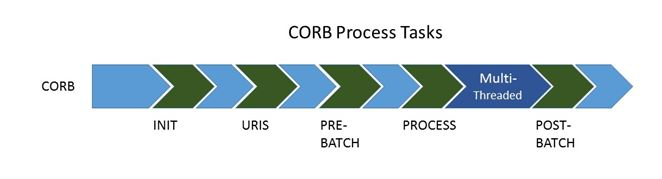 CORB Process Tasks
CORB
Multi-
Threaded
INIT
URIS
PRE-
BATCH
PROCESS
POST-
BATCH